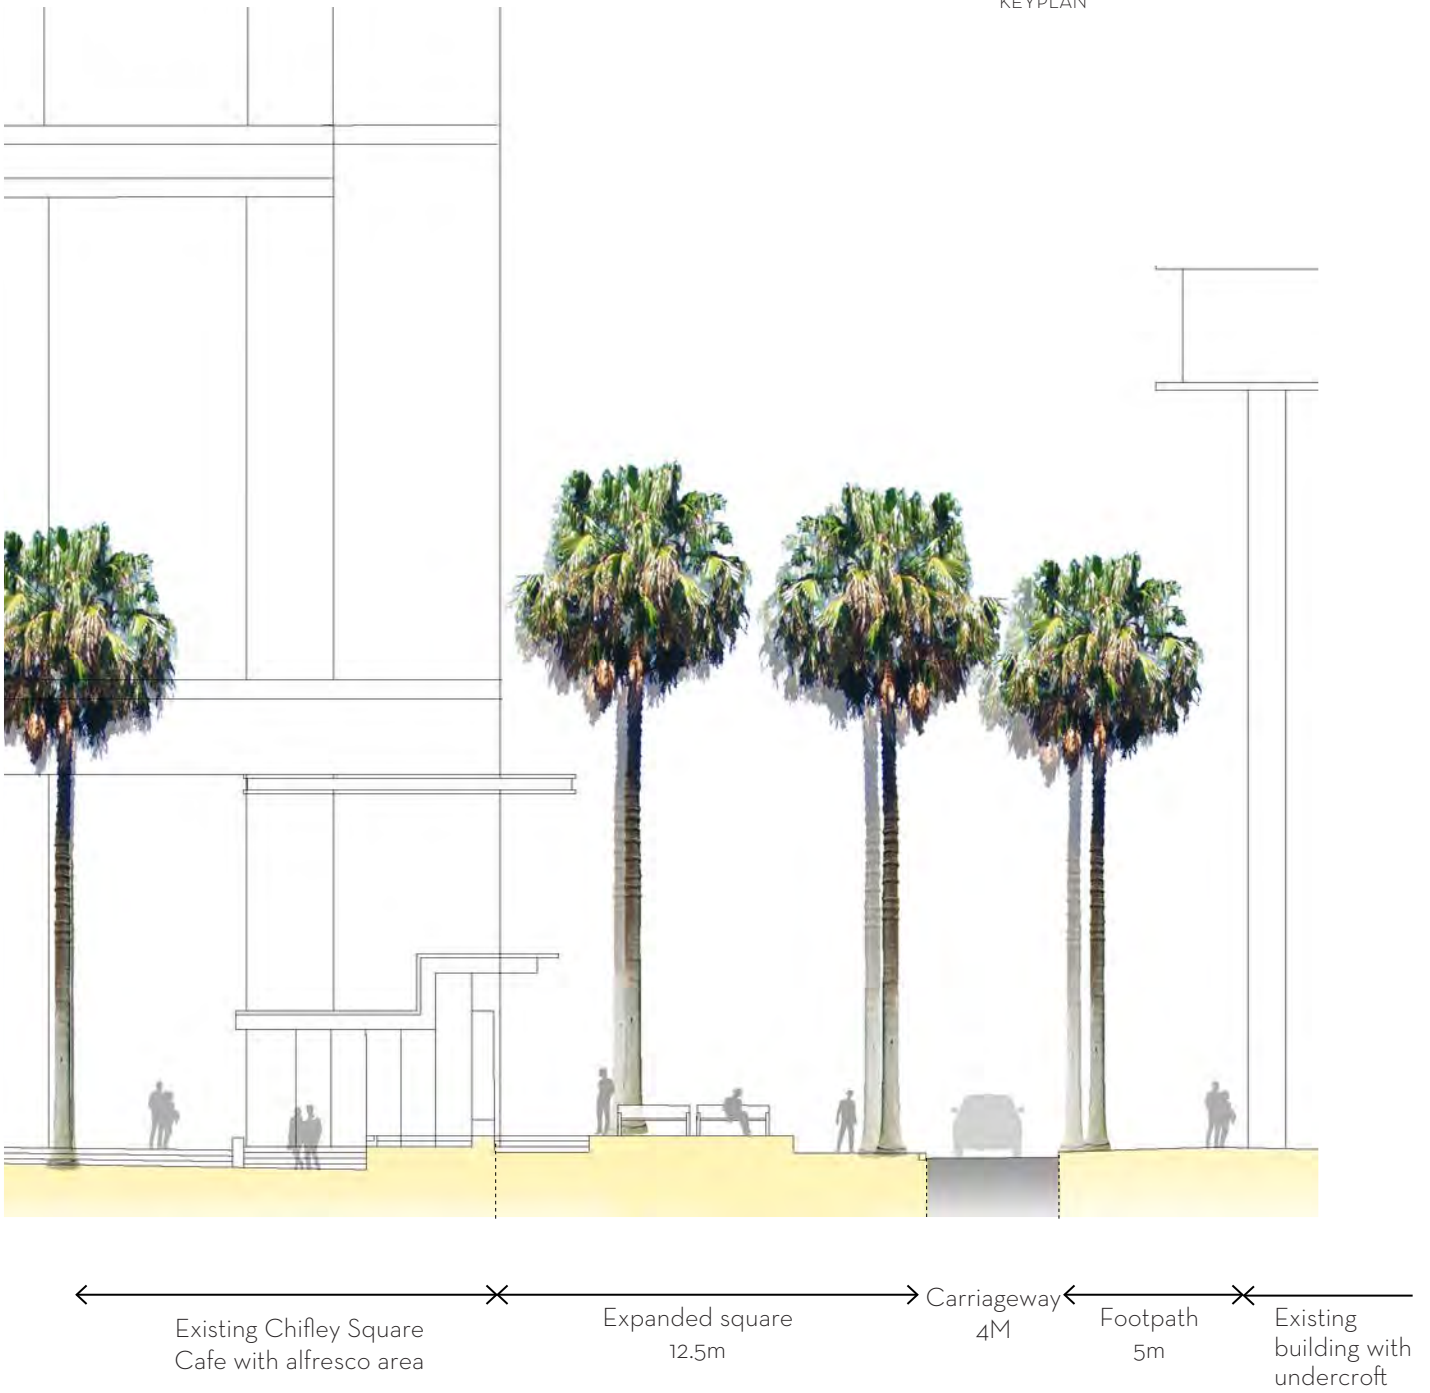 KEYPLAN
Existing Chifley Square
Cafe with alfresco area
Expanded square
12.5m
Carriageway
4M
Footpath
5m
Existing
building with
undercroft